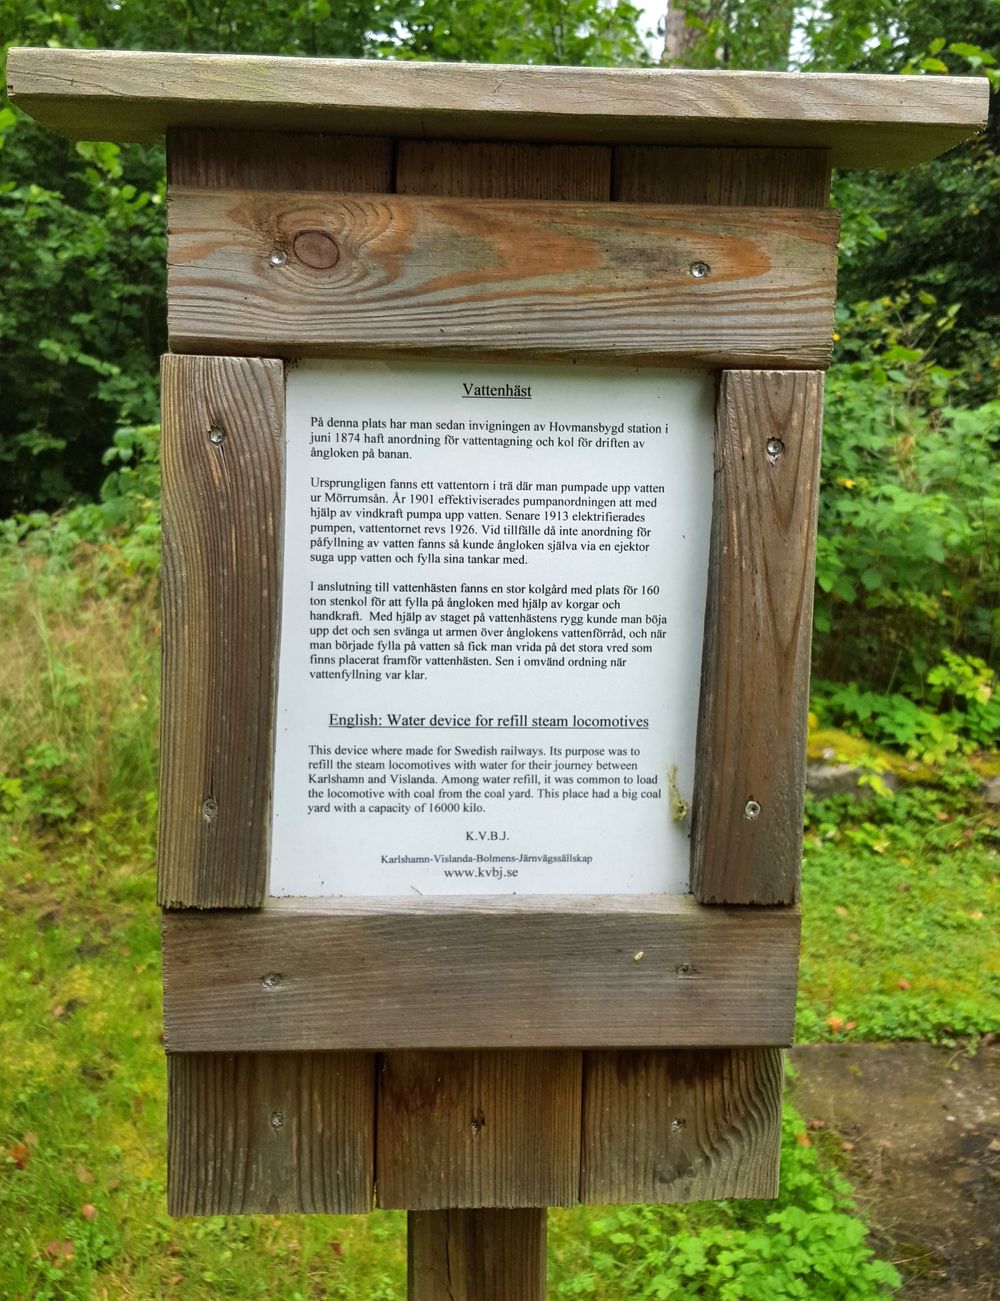 Vattenhäst
På denna plats har man sedan invigningen av Hovmansbygd station i
juni 1874 haft anordning för vattentagning och kol för driften av
ångloken på banan.
Ursprungligen fanns ett vattentorn i trä där man pumpade upp vatten
ur Mörrumsån. År 1901 effektiviserades pumpanordningen att med
hjälp av vindkraft pumpa upp vatten. Senare 1913 elektrifierades
pumpen, vattentornet revs 1926. Vid tillfälle då inte anordning för
påfyllning av vatten fanns så kunde ångloken själva via en ejektor
suga upp vatten och fylla sina tankar med.
I anslutning till vattenhästen fanns en stor kolgård med plats för 160
ton stenkol för att fylla på ångloken med hjälp av korgar och
handkraft. Med hjälp av staget på vattenhästens rygg kunde man böja
upp det och sen svänga ut armen över ånglokens vattenförråd, och när
man började fylla på vatten så fick man vrida på det stora vred som
finns placerat framför vattenhästen. Sen i omvänd ordning när
vattenfyllning var klar.
English: Water device for refill steam locomotives
This device where made for Swedish railways. Its purpose was to
refill the steam locomotives with water for their journey between
Karlshamn and Vislanda. Among water refill, it was common to load
the locomotive with coal from the coal yard. This place had a big coal
yard with a capacity of 16000 kilo.
K.V.B.J.
Karlshamn-Vislanda-Bolmens-Järnvägssällskap
www.kvbj.se